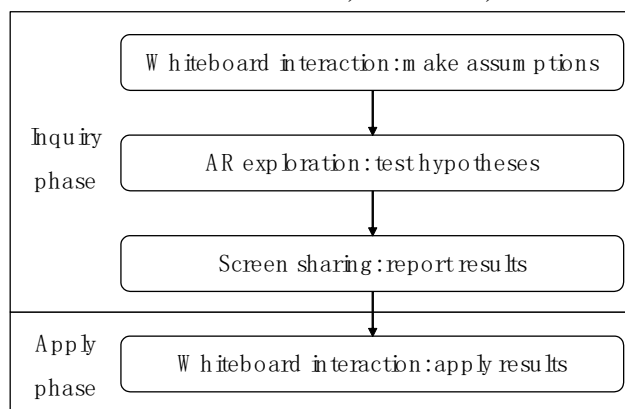 Whiteboard interaction: make assumptions
Inquiry
phase
AR exploration: test hypotheses
Screen sharing: report results
Apply
phase
Whiteboard interaction: apply results